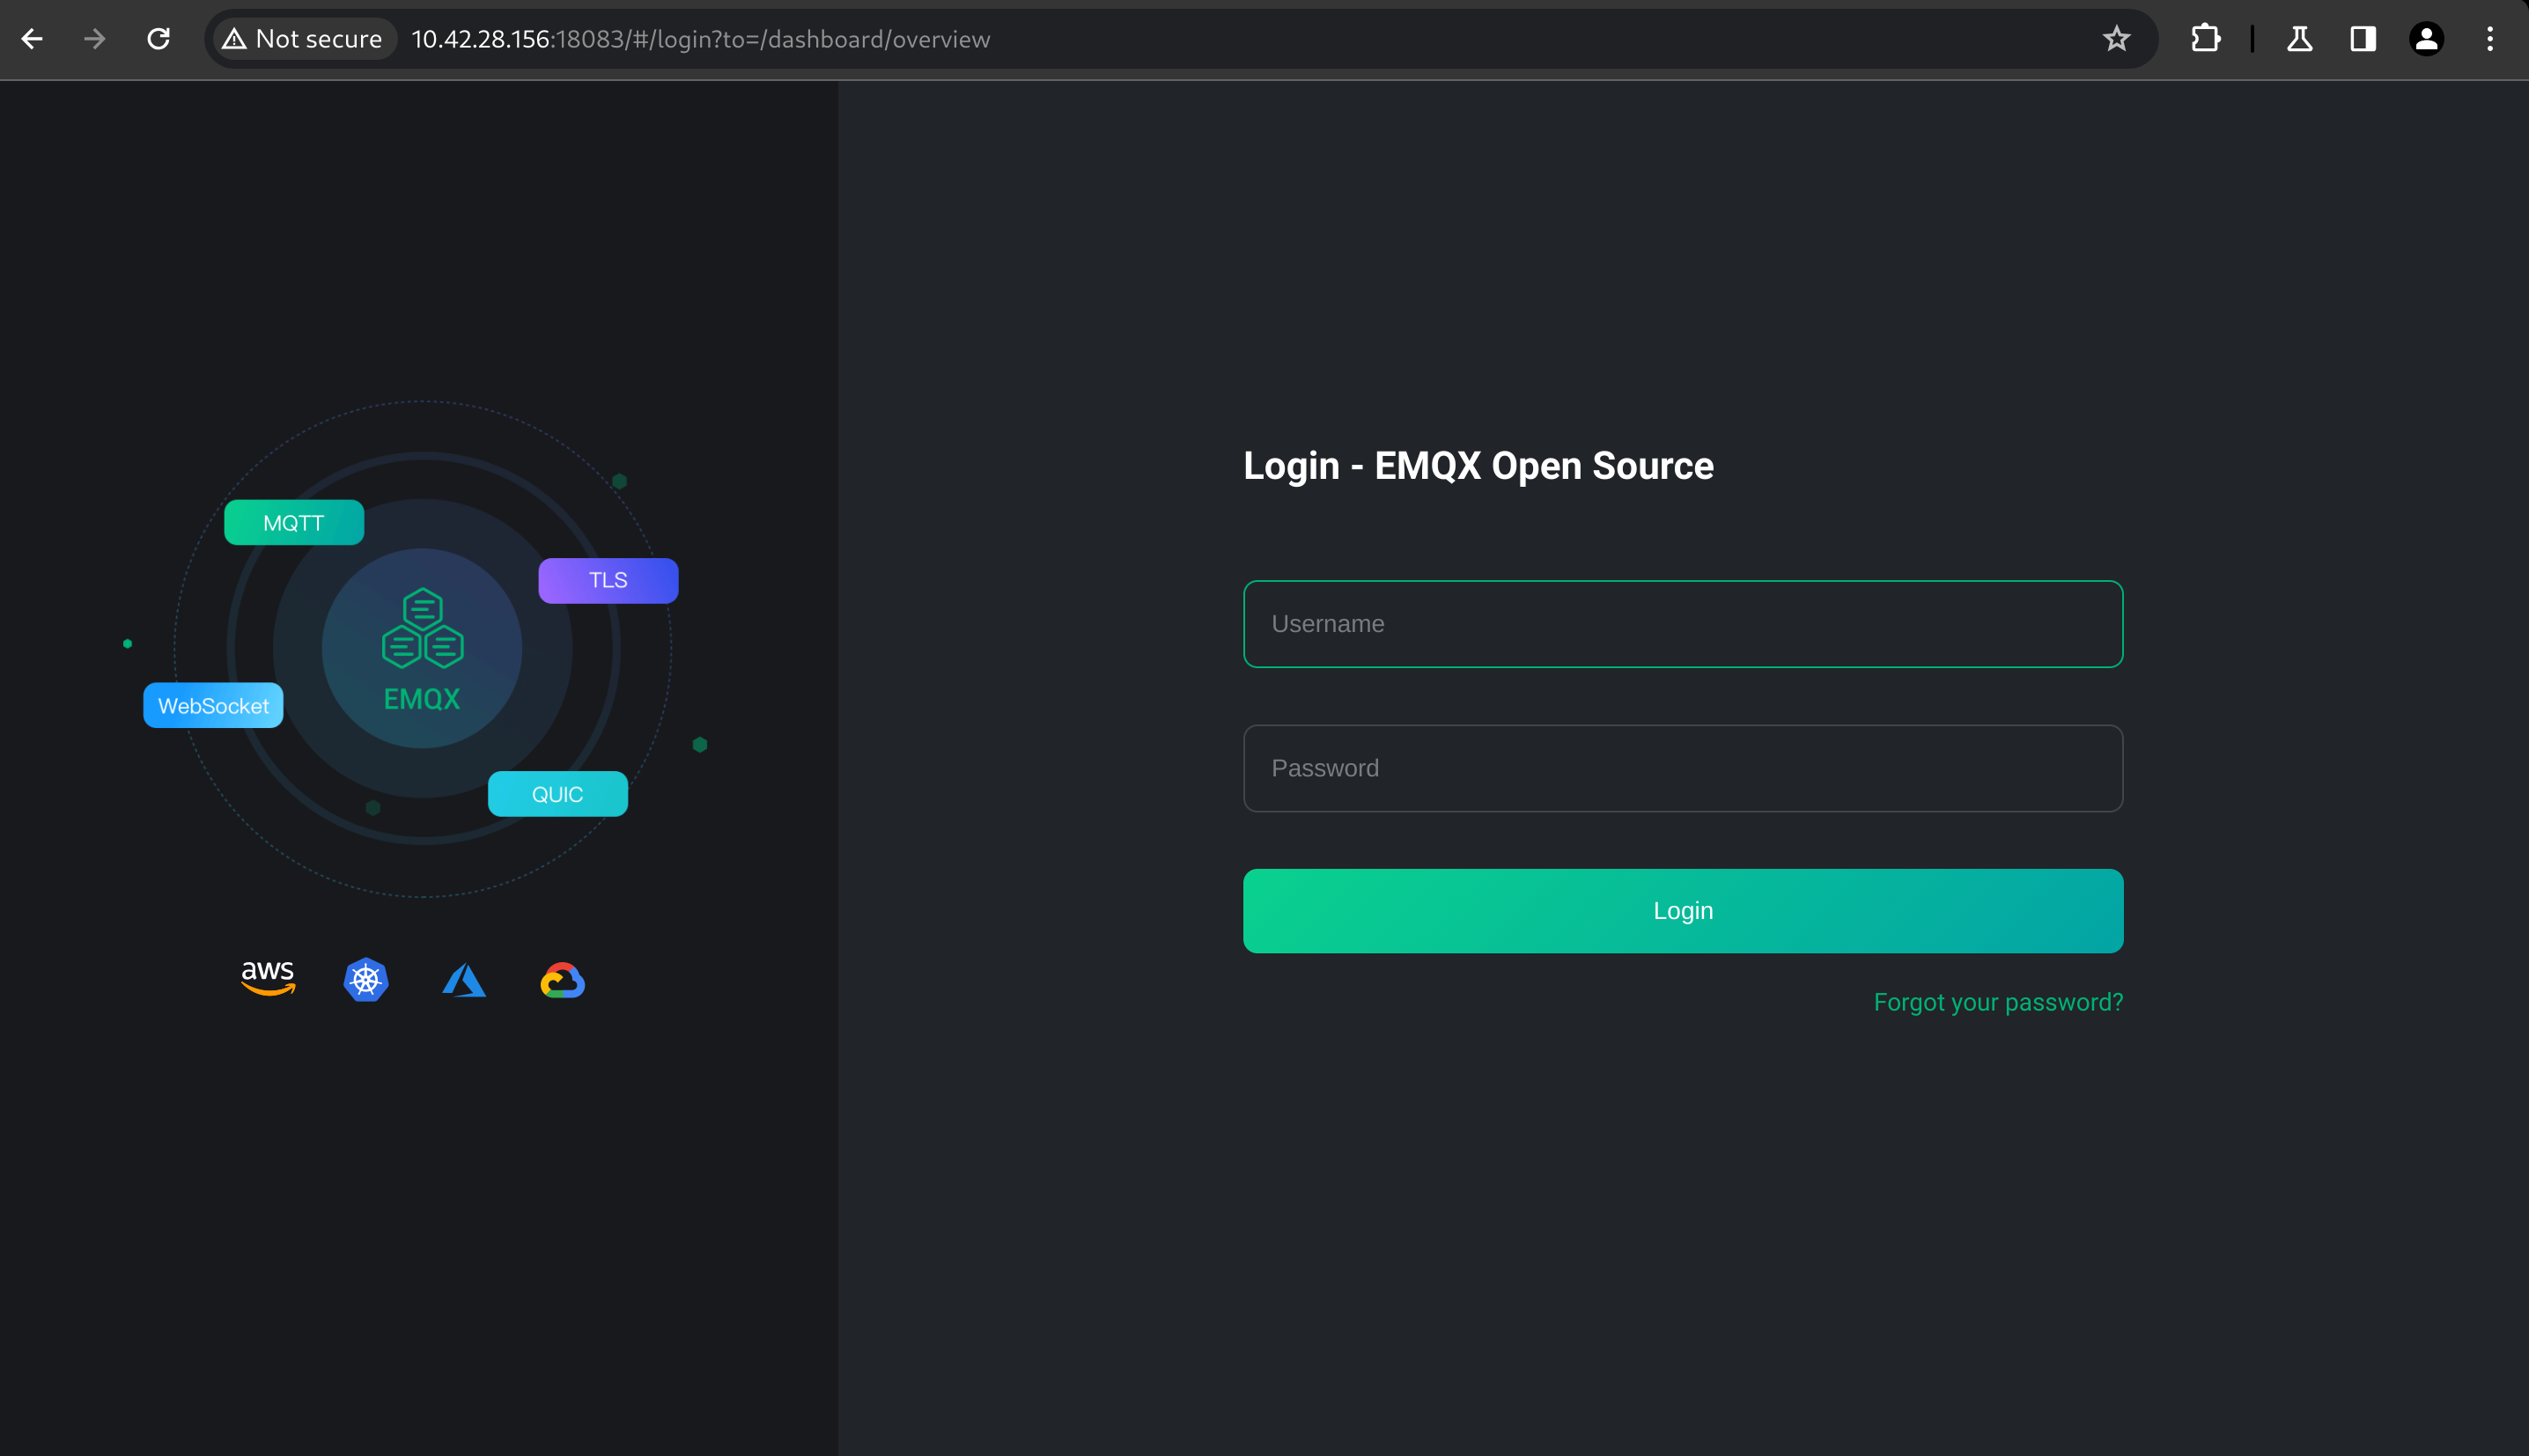 Not secure 10.42.28.156:18083/#/login?to=/dashboard/overview
MQTT
TLS
EMQX
WebSocket
QUIC
aws
Login - EMQX Open Source
Username
Password
Login
Forgot your password?